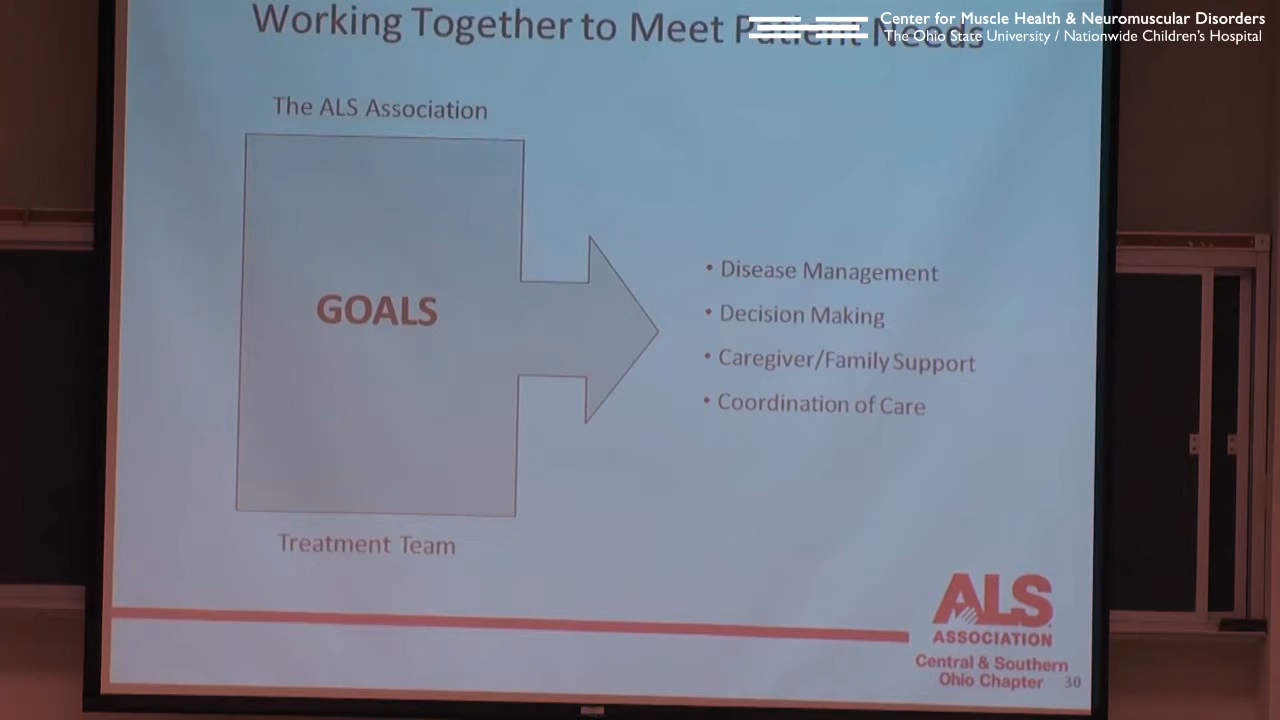 Working Together to Meet Patient Needs
Center for Muscle Health & Neuromuscular Disorders
The Ohio State University / Nationwide Children's Hospital
The ALS Association
GOALS
• Disease Management
• Decision Making
• Caregiver/Family Support
• Coordination of Care
Treatment Team
ALS
ASSOCIATION
Central & Southern
Ohio Chapter
30